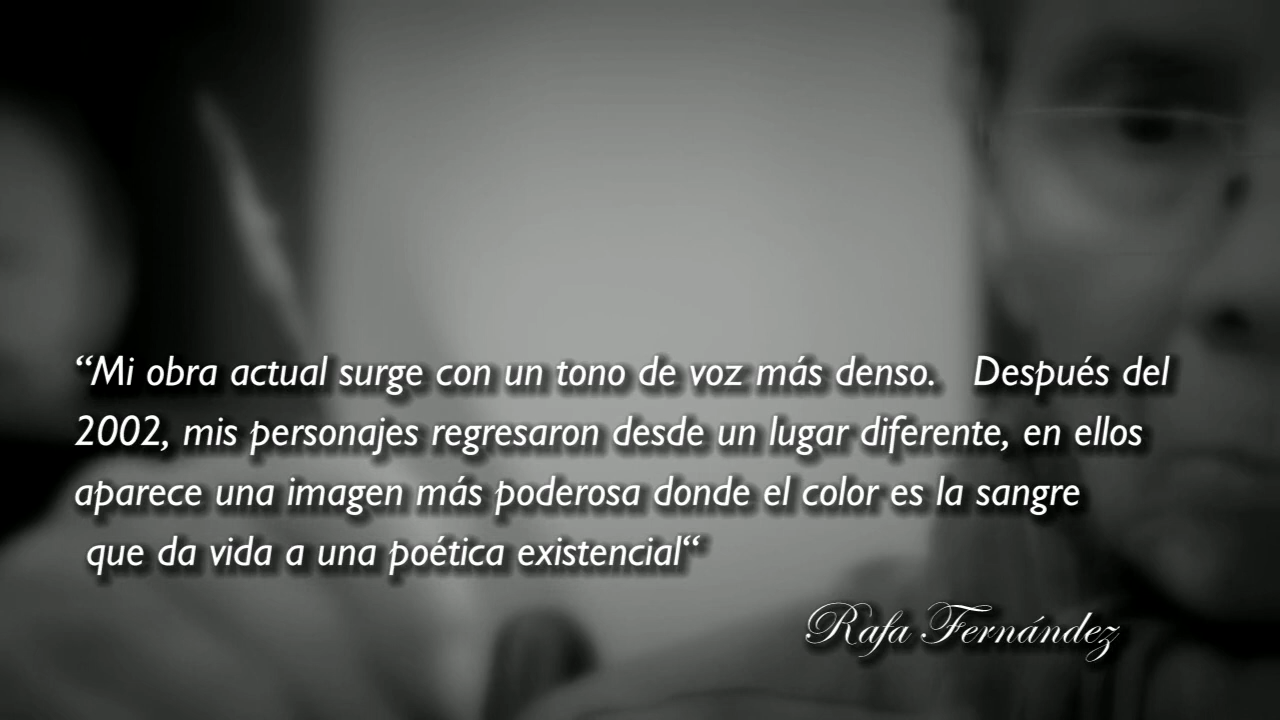 “Mi obra actual surge con un tono de voz más denso.   Después del
2002, mis personajes regresaron desde un lugar diferente, en ellos
aparece una imagen más poderosa donde el color es la sangre
que da vida a una poética existencial“
Rafa Fernández